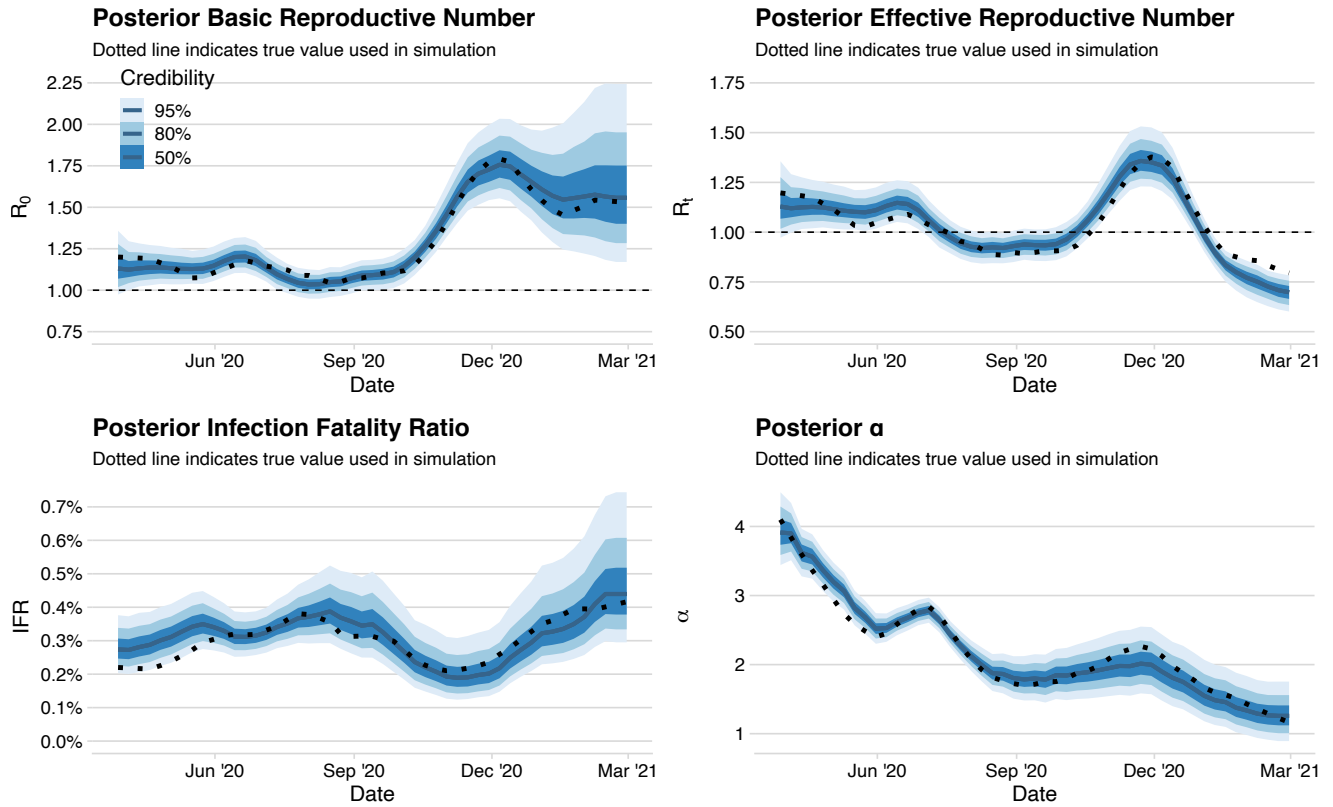 Posterior Basic Reproductive Number
Dotted line indicates true value used in simulation
Credibility
95%
80%
50%
2.25
2.00
1.75
1.50
1.25
1.00
0.75
R0
Jun '20
Sep '20
Dec '20
Mar '21
Date
Posterior Effective Reproductive Number
Dotted line indicates true value used in simulation
1.75
1.50
1.25
1.00
0.75
0.50
Rt
Jun '20
Sep '20
Dec '20
Mar '21
Date
Posterior Infection Fatality Ratio
Dotted line indicates true value used in simulation
0.7%
0.6%
0.5%
0.4%
0.3%
0.2%
0.1%
0.0%
IFR
Jun '20
Sep '20
Dec '20
Mar '21
Date
Posterior α
Dotted line indicates true value used in simulation
4
3
2
1
α
Jun '20
Sep '20
Dec '20
Mar '21
Date